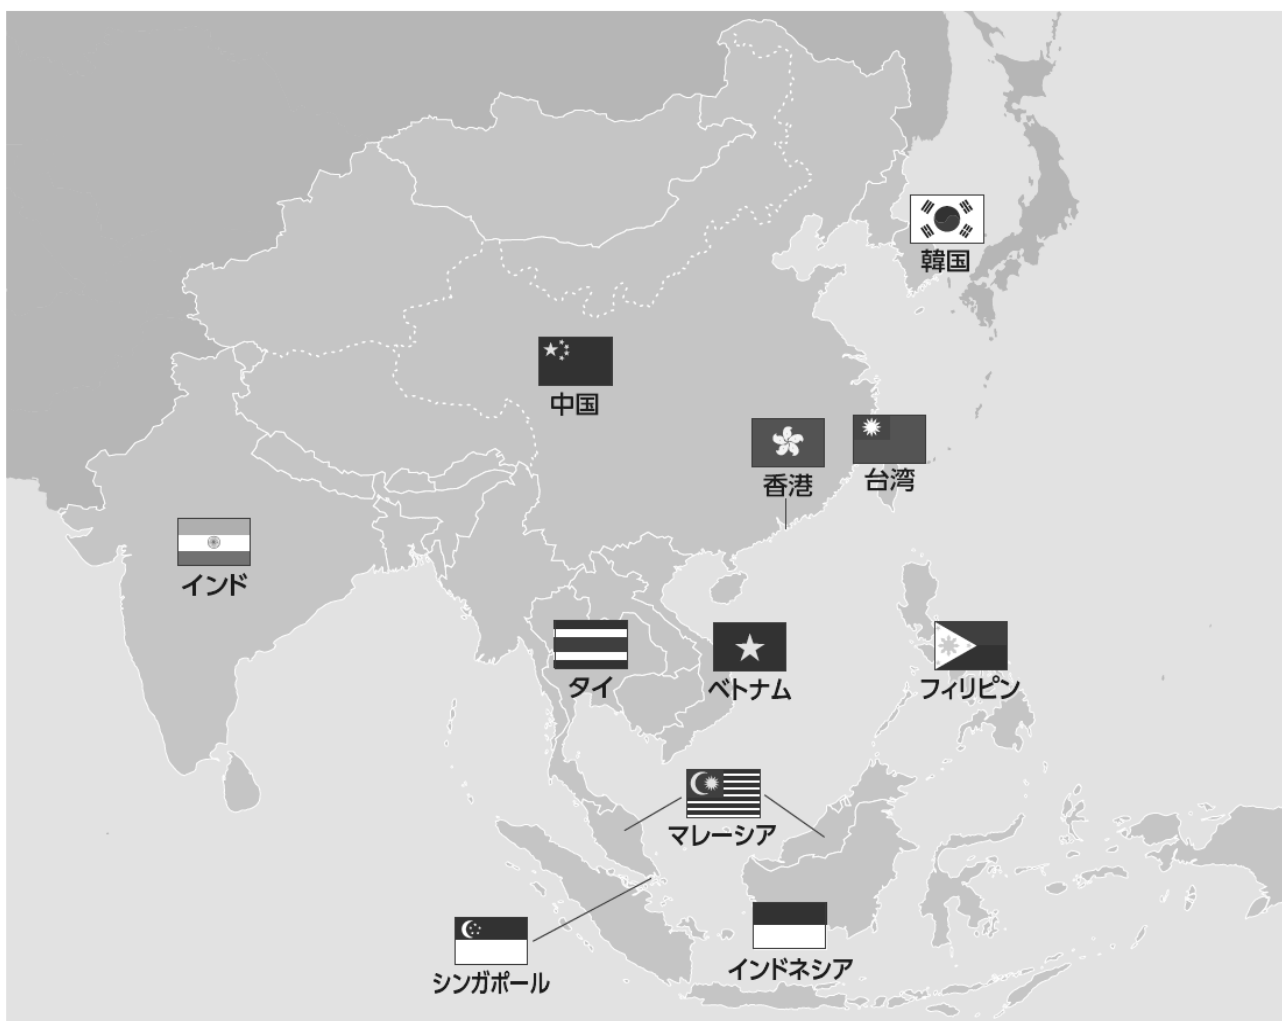 韓国
中国
香港
台湾
インド
タイ
ベトナム
フィリピン
マレーシア
シンガポール
インドネシア